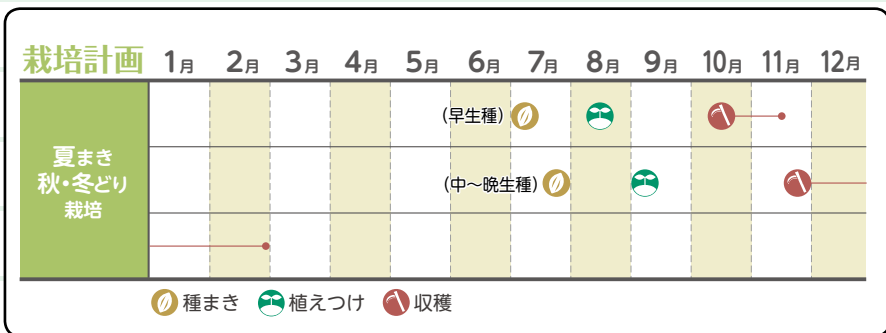 栽培計画 1月 2月 3月 4月 5月 6月 7月 8月 9月 10月 11月 12月
夏まき
秋・冬どり
栽培
(早生種)
(中〜晩生種)
種まき 植えつけ 収穫